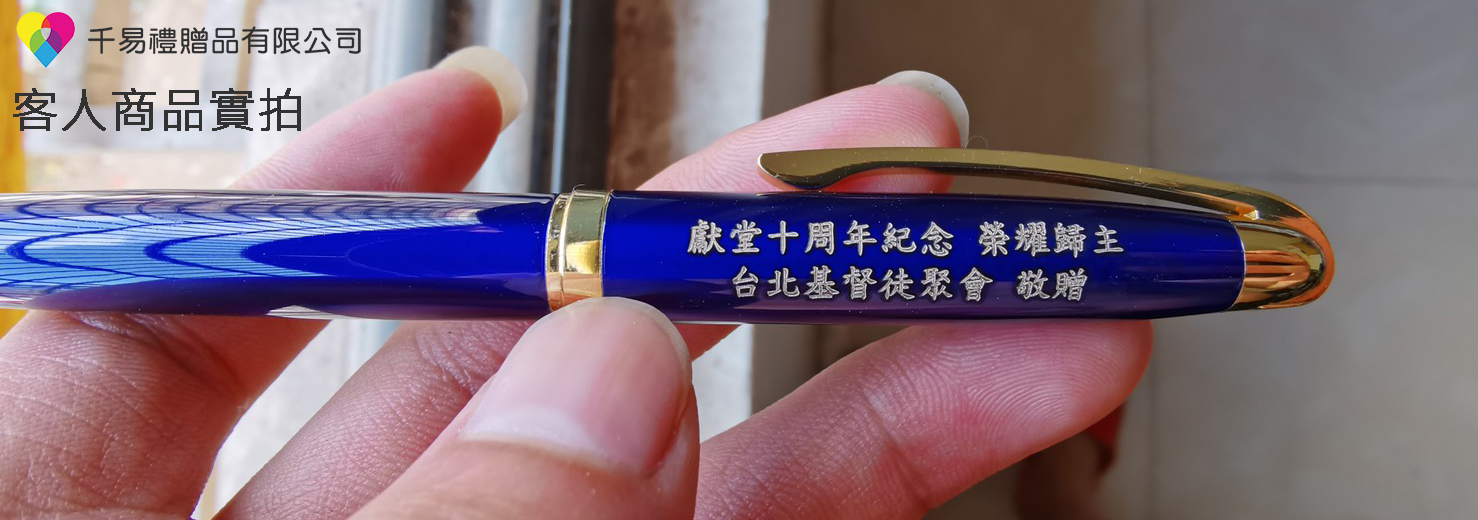 千易禮贈品有限公司
客人商品實拍
獻堂十周年紀念 榮耀歸主
台北基督徒聚會 敬贈